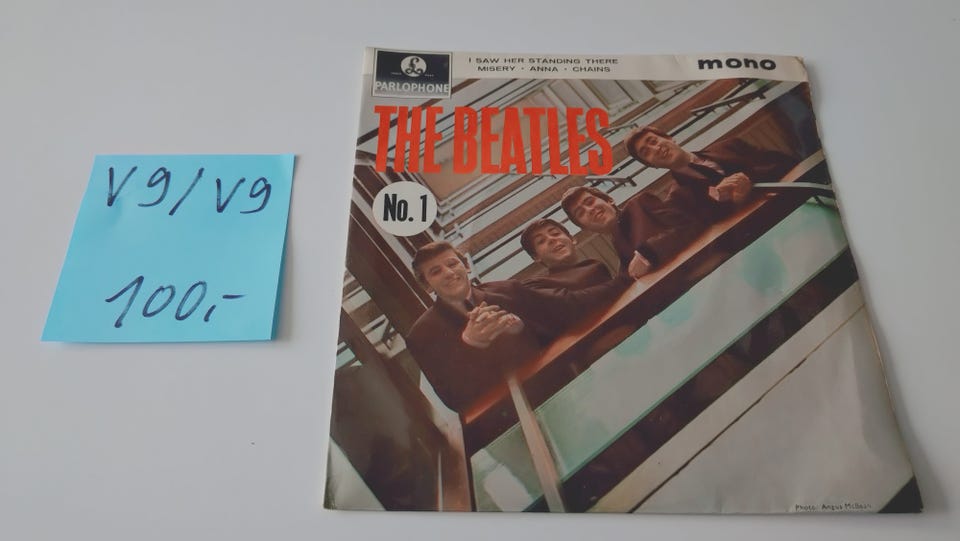 V9/V9
100,-
PARLOPHONE
I SAW HER STANDING THERE
MISERY · ANNA · CHAINS
mono
THE BEATLES
No. 1
Photo: Angus McBean